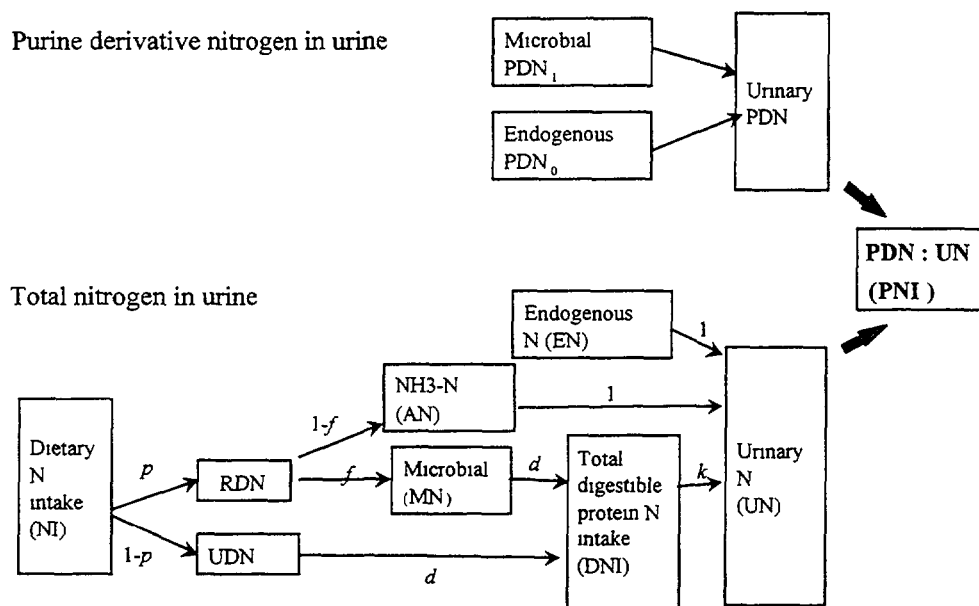 Purine derivative nitrogen in urine
Microbial
PDN₁
Endogenous
PDN₀
Urinary
PDN
PDN : UN
(PNI )
Total nitrogen in urine
Endogenous
N (EN)
1
NH3-N
(AN)
1
1-f
Dietary
N
intake
(NI)
p
RDN
f
Microbial
(MN)
d
Total
digestible
protein N
intake
(DNI)
k
Urinary
N
(UN)
1-p
UDN
d